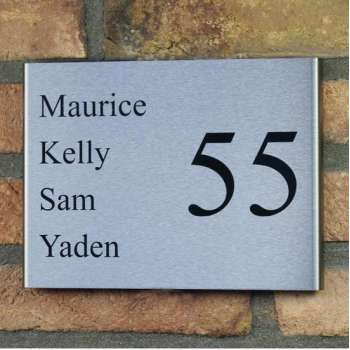 Maurice
Kelly
Sam
Yaden
55